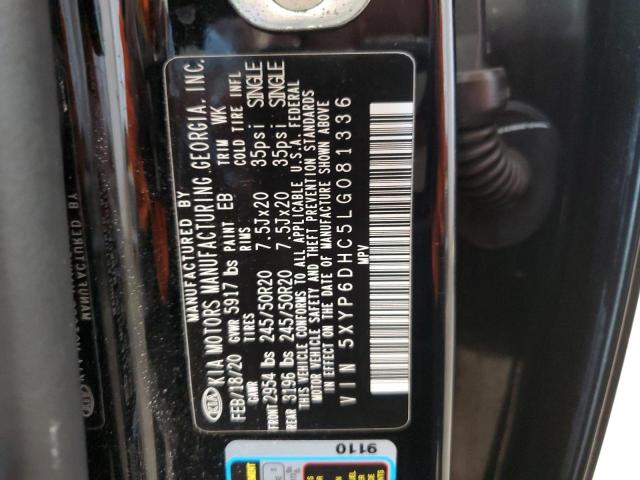 MANUFACTURED BY
KIA KIA MOTORS MANUFACTURING GEORGIA, INC.
FEB/18/20 GVWR 5917 lbs PAINT EB TRIM WK
GAWR TIRES RIMS COLD TIRE INFL
FRONT 2954 lbs 245/50R20 7.5Jx20 35psi SINGLE
REAR 3196 lbs 245/50R20 7.5Jx20 35psi SINGLE
THIS VEHICLE CONFORMS TO ALL APPLICABLE U.S.A. FEDERAL
MOTOR VEHICLE SAFETY AND THEFT PREVENTION STANDARDS
IN EFFECT ON THE DATE OF MANUFACTURE SHOWN ABOVE
VIN 5XYP6DHC5LG081336
MPV
9110